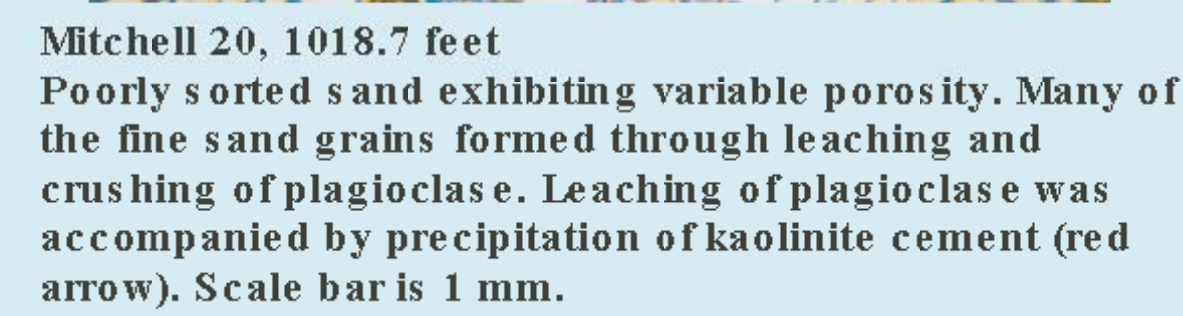 Mitchell 20, 1018.7 feet
Poorly sorted sand exhibiting variable porosity. Many of
the fine sand grains formed through leaching and
crushing of plagioclase. Leaching of plagioclase was
accompanied by precipitation of kaolinite cement (red
arrow). Scale bar is 1 mm.